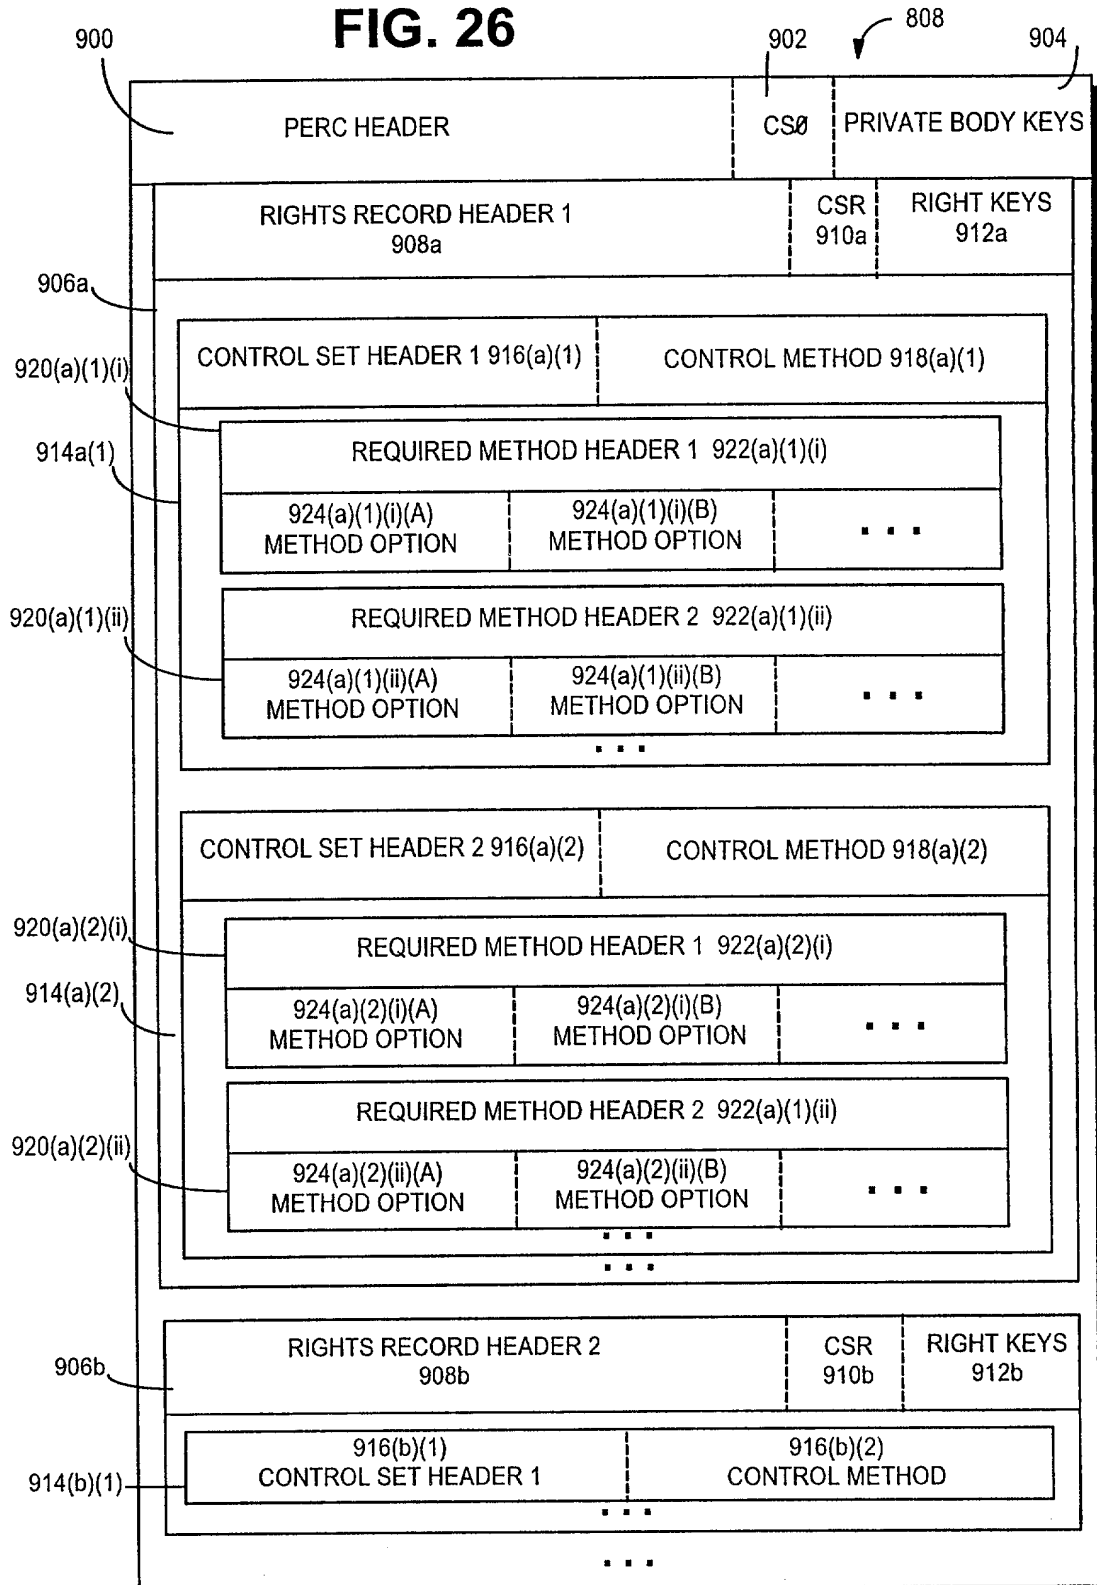 FIG. 26
900
902
808
904
PERC HEADER
CSØ
PRIVATE BODY KEYS
RIGHTS RECORD HEADER 1
908a
CSR
910a
RIGHT KEYS
912a
906a
CONTROL SET HEADER 1 916(a)(1)
CONTROL METHOD 918(a)(1)
920(a)(1)(i)
914a(1)
REQUIRED METHOD HEADER 1 922(a)(1)(i)
924(a)(1)(i)(A)
METHOD OPTION
924(a)(1)(i)(B)
METHOD OPTION
...
920(a)(1)(ii)
REQUIRED METHOD HEADER 2 922(a)(1)(ii)
924(a)(1)(ii)(A)
METHOD OPTION
924(a)(1)(ii)(B)
METHOD OPTION
...
...
CONTROL SET HEADER 2 916(a)(2)
CONTROL METHOD 918(a)(2)
920(a)(2)(i)
914(a)(2)
REQUIRED METHOD HEADER 1 922(a)(2)(i)
924(a)(2)(i)(A)
METHOD OPTION
924(a)(2)(i)(B)
METHOD OPTION
...
920(a)(2)(ii)
REQUIRED METHOD HEADER 2 922(a)(1)(ii)
924(a)(2)(ii)(A)
METHOD OPTION
924(a)(2)(ii)(B)
METHOD OPTION
...
...
...
906b
RIGHTS RECORD HEADER 2
908b
CSR
910b
RIGHT KEYS
912b
914(b)(1)
916(b)(1)
CONTROL SET HEADER 1
916(b)(2)
CONTROL METHOD
...
...